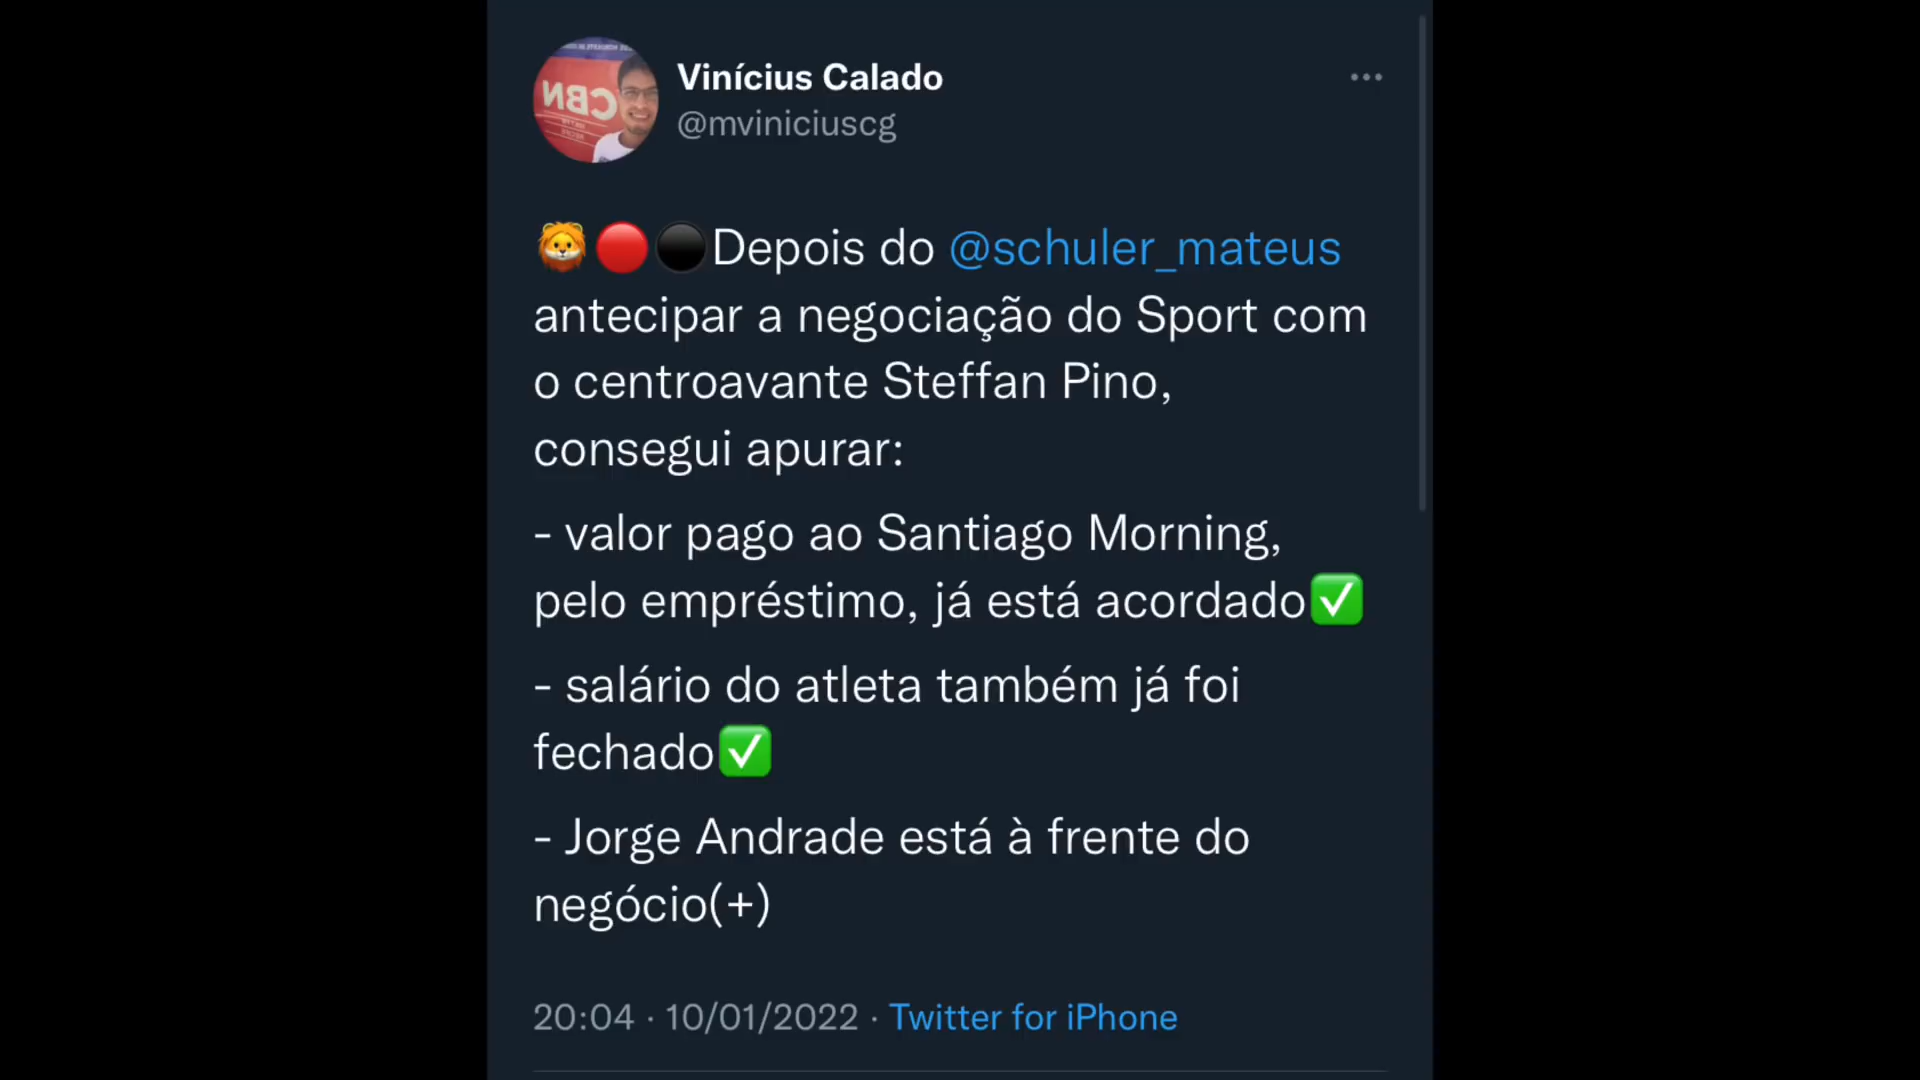 CBN
Vinícius Calado
@mviniciuscg
🦁🔴⚫Depois do @schuler_mateus
antecipar a negociação do Sport com
o centroavante Steffan Pino,
consegui apurar:
- valor pago ao Santiago Morning,
pelo empréstimo, já está acordado✅
- salário do atleta também já foi
fechado✅
- Jorge Andrade está à frente do
negócio(+)
20:04 · 10/01/2022 · Twitter for iPhone